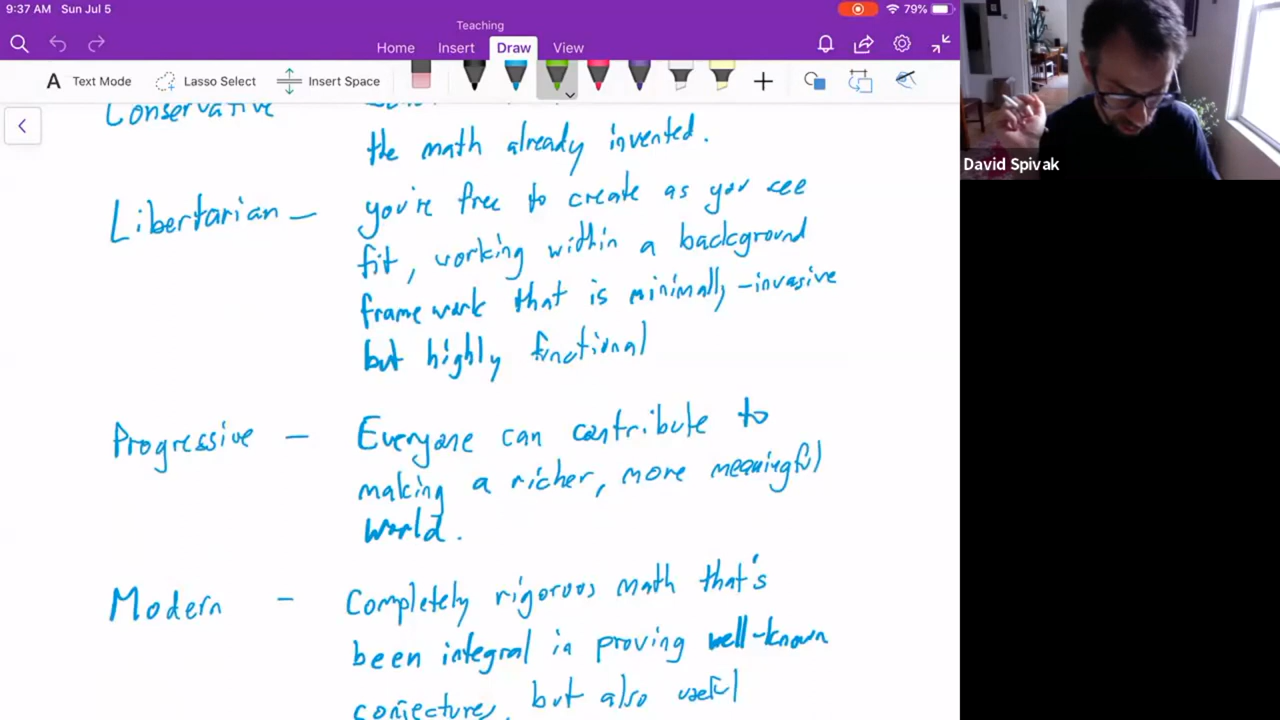 9:37 AM Sun Jul 5
79%
Teaching
Home Insert Draw View
Text Mode Lasso Select Insert Space
David Spivak
Conservative
the math already invented.
Libertarian — you're free to create as you see
fit, working within a background
framework that is minimally-invasive
but highly functional
Progressive — Everyone can contribute to
making a richer, more meaningful
world.
Modern — Completely rigorous math that's
been integral in proving well-known
conjectures, but also useful